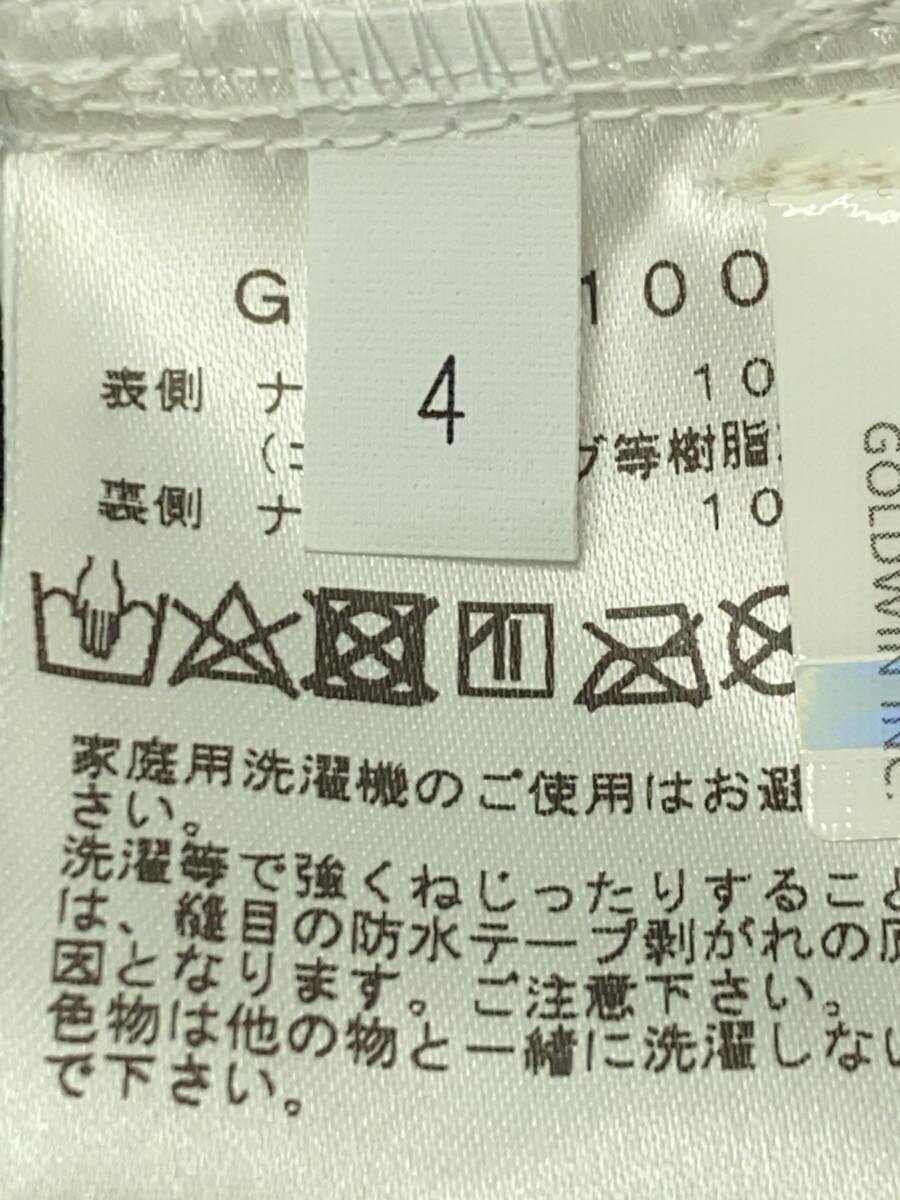 G 100
4
表側 ナ 10
(コ グ等樹脂
裏側 ナ 10
GOLDWIN INC.
家庭用洗濯機のご使用はお避
さい。
洗濯等で強くねじったりすること
は、縫目の防水テープ剥がれの原
因となります。ご注意下さい。
色物は他の物と一緒に洗濯しない
で下さい。